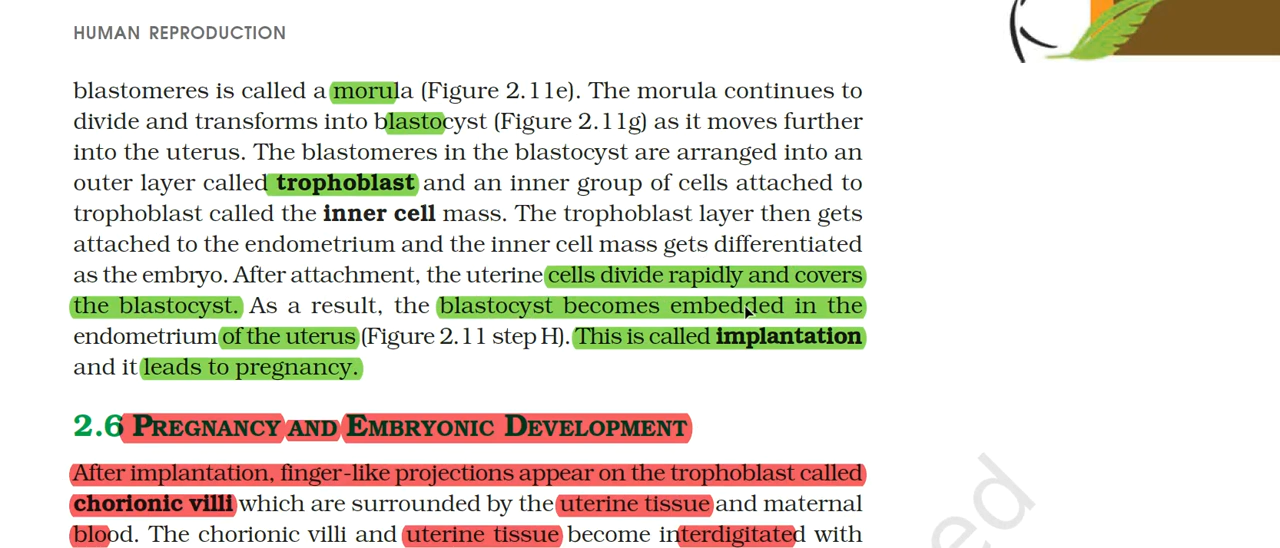 HUMAN REPRODUCTION
blastomeres is called a morula (Figure 2.11e). The morula continues to
divide and transforms into blastocyst (Figure 2.11g) as it moves further
into the uterus. The blastomeres in the blastocyst are arranged into an
outer layer called trophoblast and an inner group of cells attached to
trophoblast called the inner cell mass. The trophoblast layer then gets
attached to the endometrium and the inner cell mass gets differentiated
as the embryo. After attachment, the uterine cells divide rapidly and covers
the blastocyst. As a result, the blastocyst becomes embedded in the
endometrium of the uterus (Figure 2.11 step H). This is called implantation
and it leads to pregnancy.
2.6 PREGNANCY AND EMBRYONIC DEVELOPMENT
After implantation, finger-like projections appear on the trophoblast called
chorionic villi which are surrounded by the uterine tissue and maternal
blood. The chorionic villi and uterine tissue become interdigitated with
ed